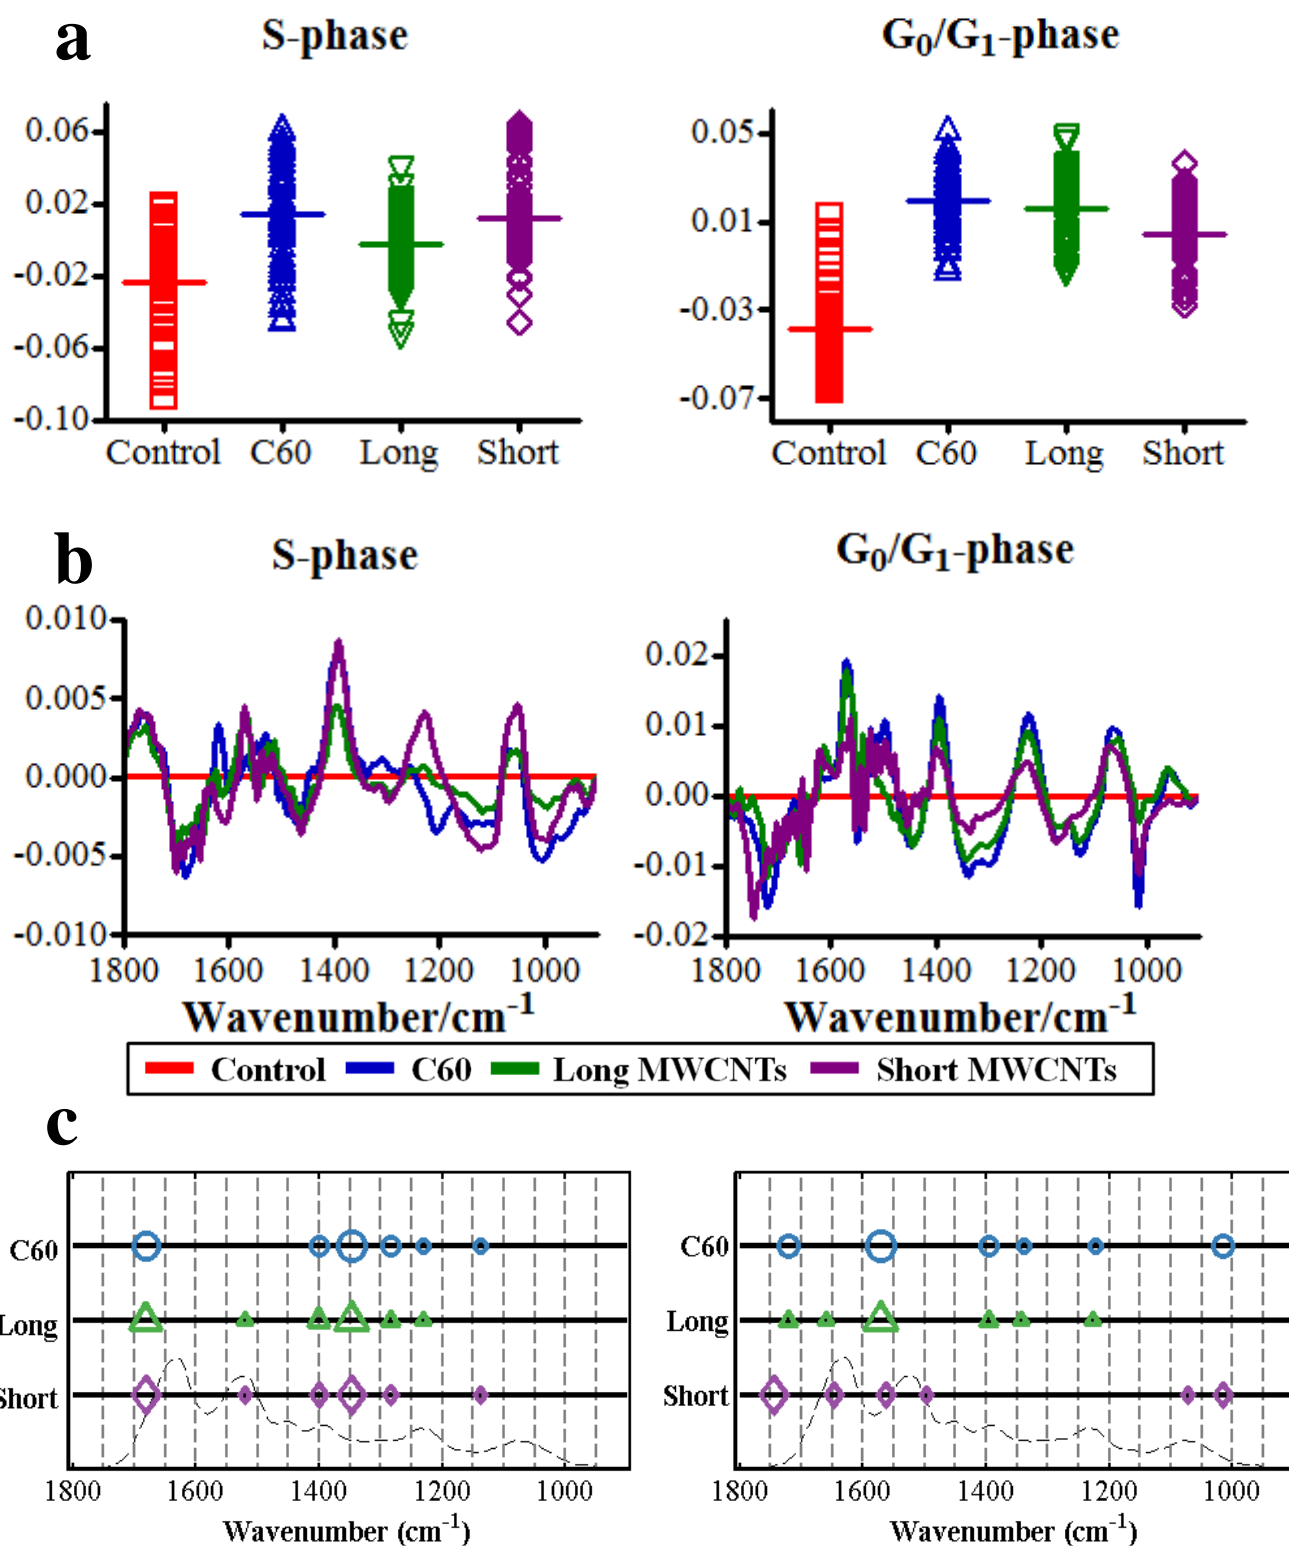 a
S-phase
G₀/G₁-phase
0.06
0.02
-0.02
-0.06
-0.10
Control C60 Long Short
0.05
0.01
-0.03
-0.07
Control C60 Long Short
b
S-phase
G₀/G₁-phase
0.010
0.005
0.000
-0.005
-0.010
1800 1600 1400 1200 1000
Wavenumber/cm⁻¹
0.02
0.01
0.00
-0.01
-0.02
1800 1600 1400 1200 1000
Wavenumber/cm⁻¹
Control C60 Long MWCNTs Short MWCNTs
c
C60
Long
Short
1800 1600 1400 1200 1000
Wavenumber (cm⁻¹)
C60
Long
Short
1800 1600 1400 1200 1000
Wavenumber (cm⁻¹)